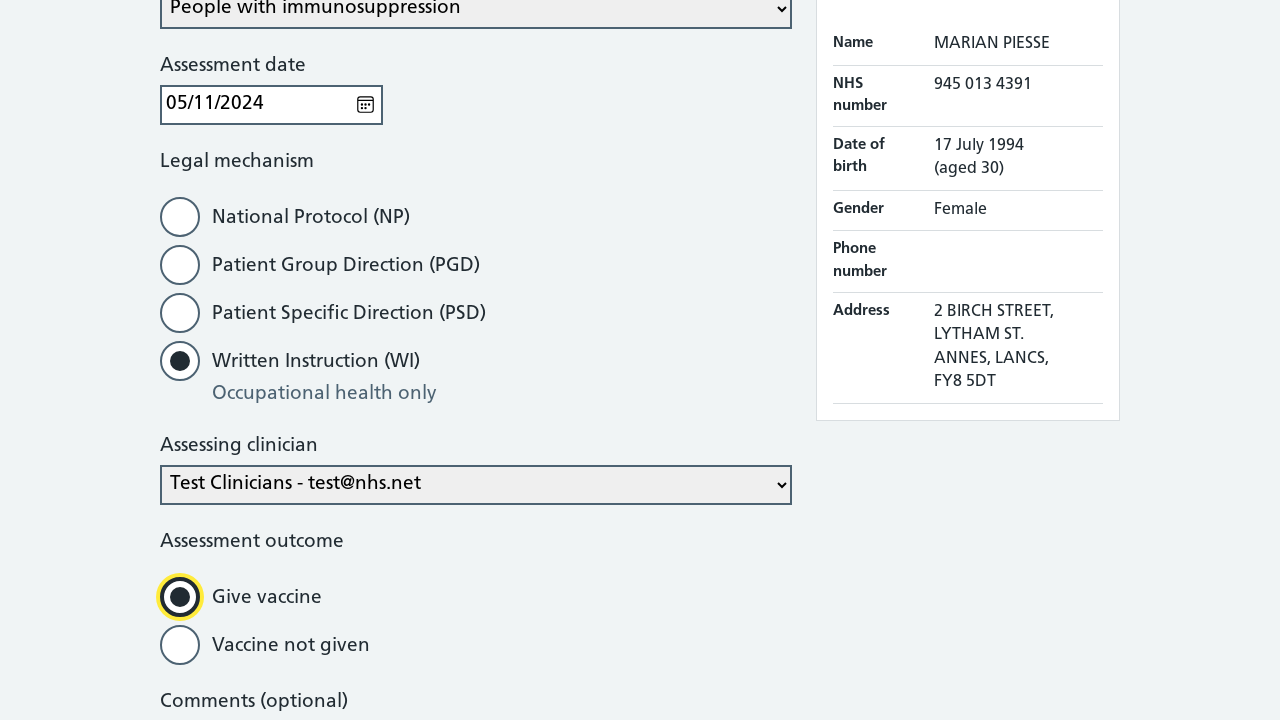 People with immunosuppression
Assessment date
05/11/2024
Legal mechanism
National Protocol (NP)
Patient Group Direction (PGD)
Patient Specific Direction (PSD)
Written Instruction (WI)
Occupational health only
Assessing clinician
Test Clinicians - test@nhs.net
Assessment outcome
Give vaccine
Vaccine not given
Comments (optional)
Name MARIAN PIESSE
NHS number 945 013 4391
Date of birth 17 July 1994 (aged 30)
Gender Female
Phone number
Address 2 BIRCH STREET,
LYTHAM ST.
ANNES, LANCS,
FY8 5DT